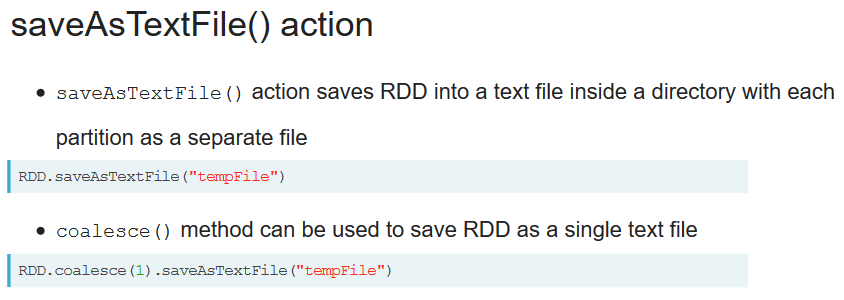 saveAsTextFile() action
saveAsTextFile() action saves RDD into a text file inside a directory with each
partition as a separate file
RDD.saveAsTextFile("tempFile")
coalesce() method can be used to save RDD as a single text file
RDD.coalesce(1).saveAsTextFile("tempFile")